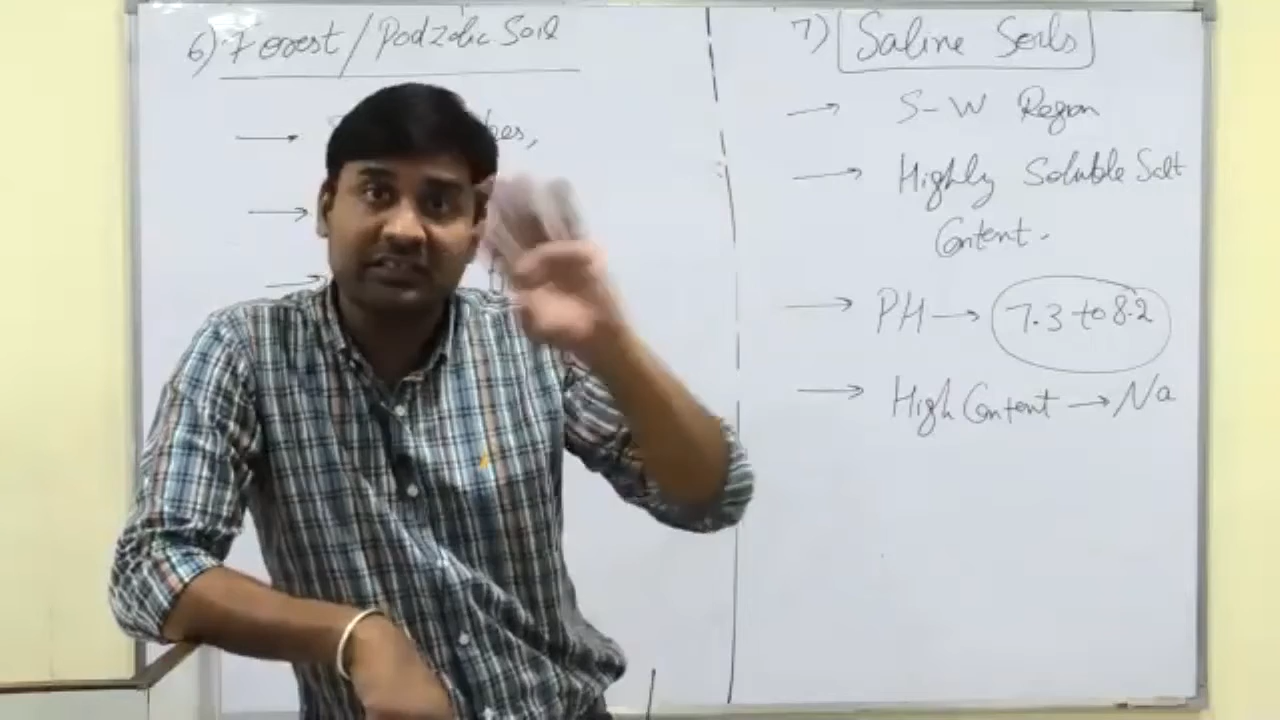 6) Forest/Podzolic Soil
7) Saline Soils
S-W Region
Highly Soluble Salt
Content.
PH → 7.3 to 8.2
High Content → Na